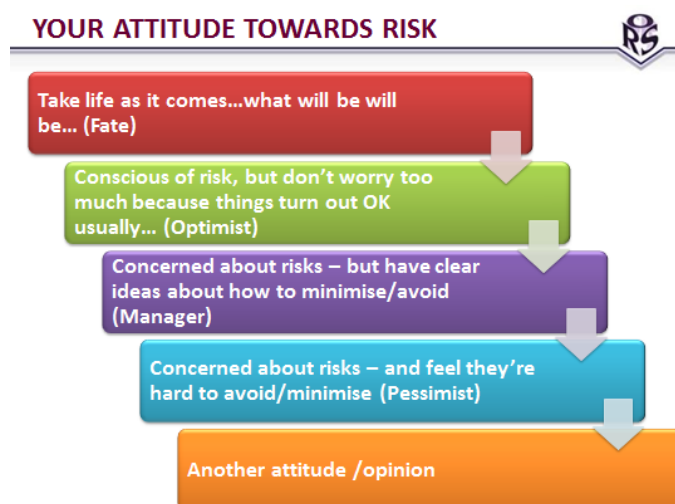 YOUR ATTITUDE TOWARDS RISK
ORS
Take life as it comes...what will be will
be... (Fate)
Conscious of risk, but don't worry too
much because things turn out OK
usually... (Optimist)
Concerned about risks – but have clear
ideas about how to minimise/avoid
(Manager)
Concerned about risks – and feel they're
hard to avoid/minimise (Pessimist)
Another attitude /opinion